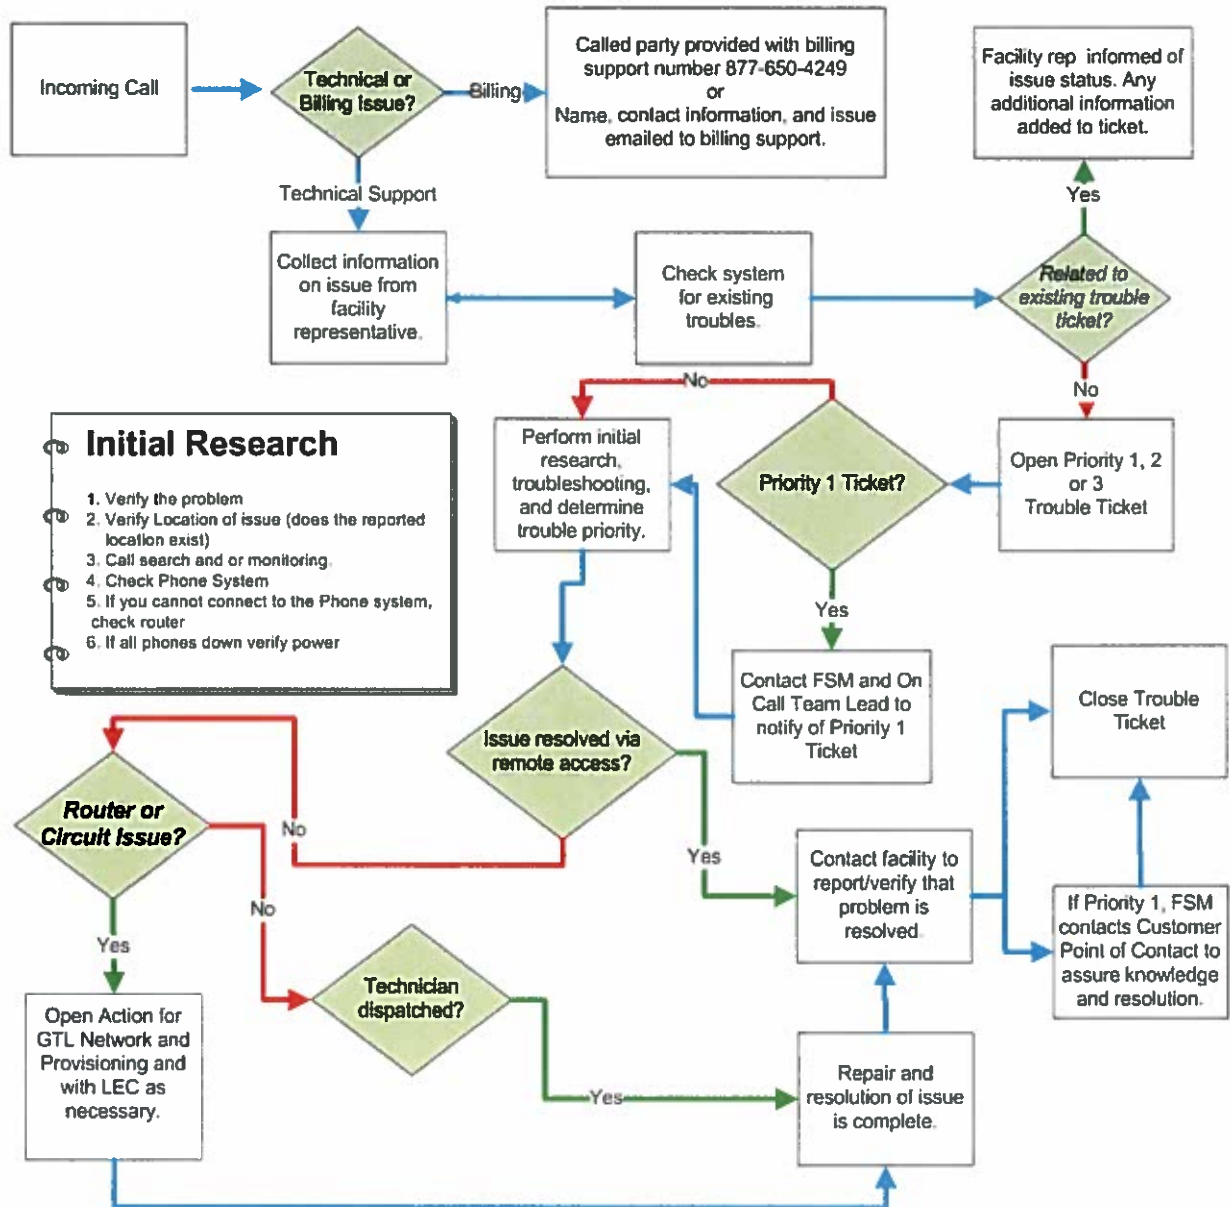 Incoming Call
Technical or
Billing Issue?
Billing
Called party provided with billing
support number 877-650-4249
or
Name, contact information, and issue
emailed to billing support.
Facility rep informed of
issue status. Any
additional information
added to ticket.
Yes
Technical Support
Collect information
on issue from
facility
representative.
Check system
for existing
troubles.
Related to
existing trouble
ticket?
No
No
Initial Research
1. Verify the problem
2. Verify Location of issue (does the reported
location exist)
3. Call search and or monitoring.
4. Check Phone System
5. If you cannot connect to the Phone system,
check router
6. If all phones down verify power
Perform initial
research,
troubleshooting,
and determine
trouble priority.
Priority 1 Ticket?
Open Priority 1, 2
or 3
Trouble Ticket
Yes
Contact FSM and On
Call Team Lead to
notify of Priority 1
Ticket
Close Trouble
Ticket
Issue resolved via
remote access?
Router or
Circuit Issue?
No
Yes
Contact facility to
report/verify that
problem is
resolved.
If Priority 1, FSM
contacts Customer
Point of Contact to
assure knowledge
and resolution.
No
Yes
Technician
dispatched?
Open Action for
GTL Network and
Provisioning and
with LEC as
necessary.
Yes
Repair and
resolution of issue
is complete.